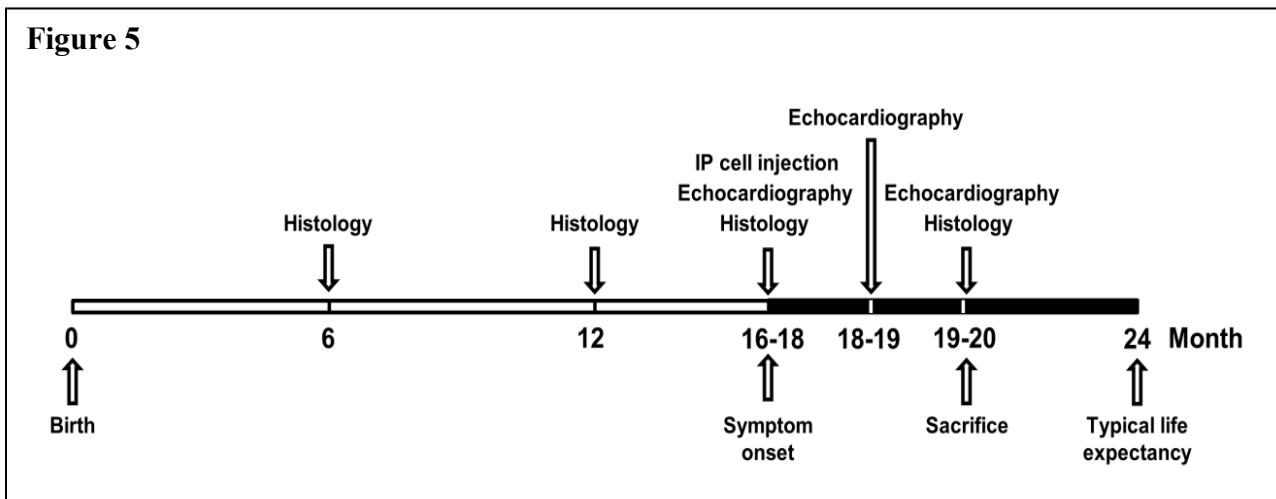 Figure 5
Echocardiography
IP cell injection
Echocardiography
Histology
Echocardiography
Histology
Histology
Histology
0
6
12
16-18
18-19
19-20
24
Month
Birth
Symptom
onset
Sacrifice
Typical life
expectancy